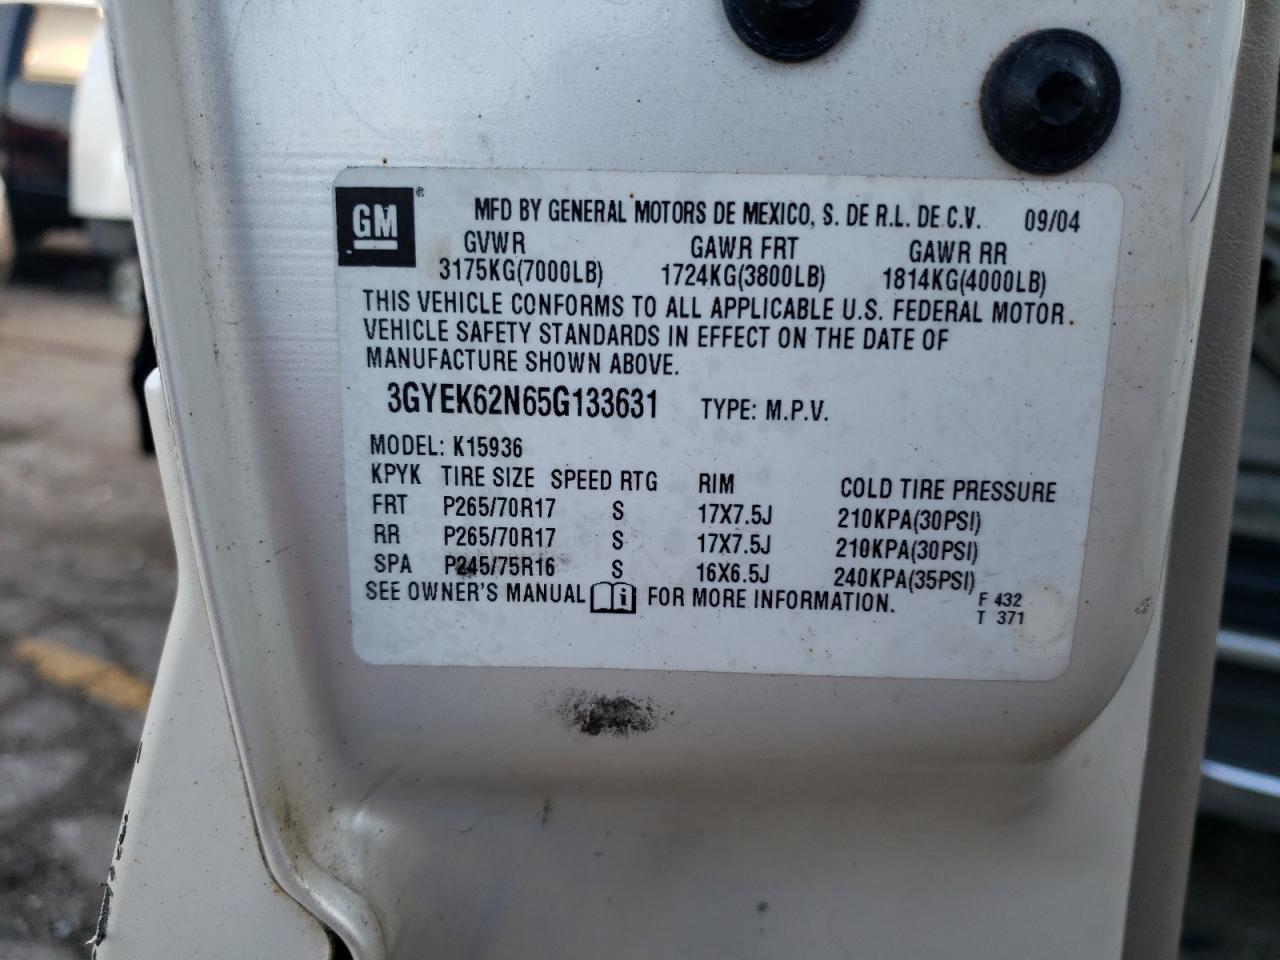 GM®
MFD BY GENERAL MOTORS DE MEXICO, S. DE R.L. DE C.V. 09/04
GVWR GAWR FRT GAWR RR
3175KG(7000LB) 1724KG(3800LB) 1814KG(4000LB)
THIS VEHICLE CONFORMS TO ALL APPLICABLE U.S. FEDERAL MOTOR
VEHICLE SAFETY STANDARDS IN EFFECT ON THE DATE OF
MANUFACTURE SHOWN ABOVE.
3GYEK62N65G133631 TYPE: M.P.V.
MODEL: K15936
KPYK TIRE SIZE SPEED RTG RIM COLD TIRE PRESSURE
FRT P265/70R17 S 17X7.5J 210KPA(30PSI)
RR P265/70R17 S 17X7.5J 210KPA(30PSI)
SPA P245/75R16 S 16X6.5J 240KPA(35PSI)
SEE OWNER'S MANUAL i FOR MORE INFORMATION.
F 432
T 371